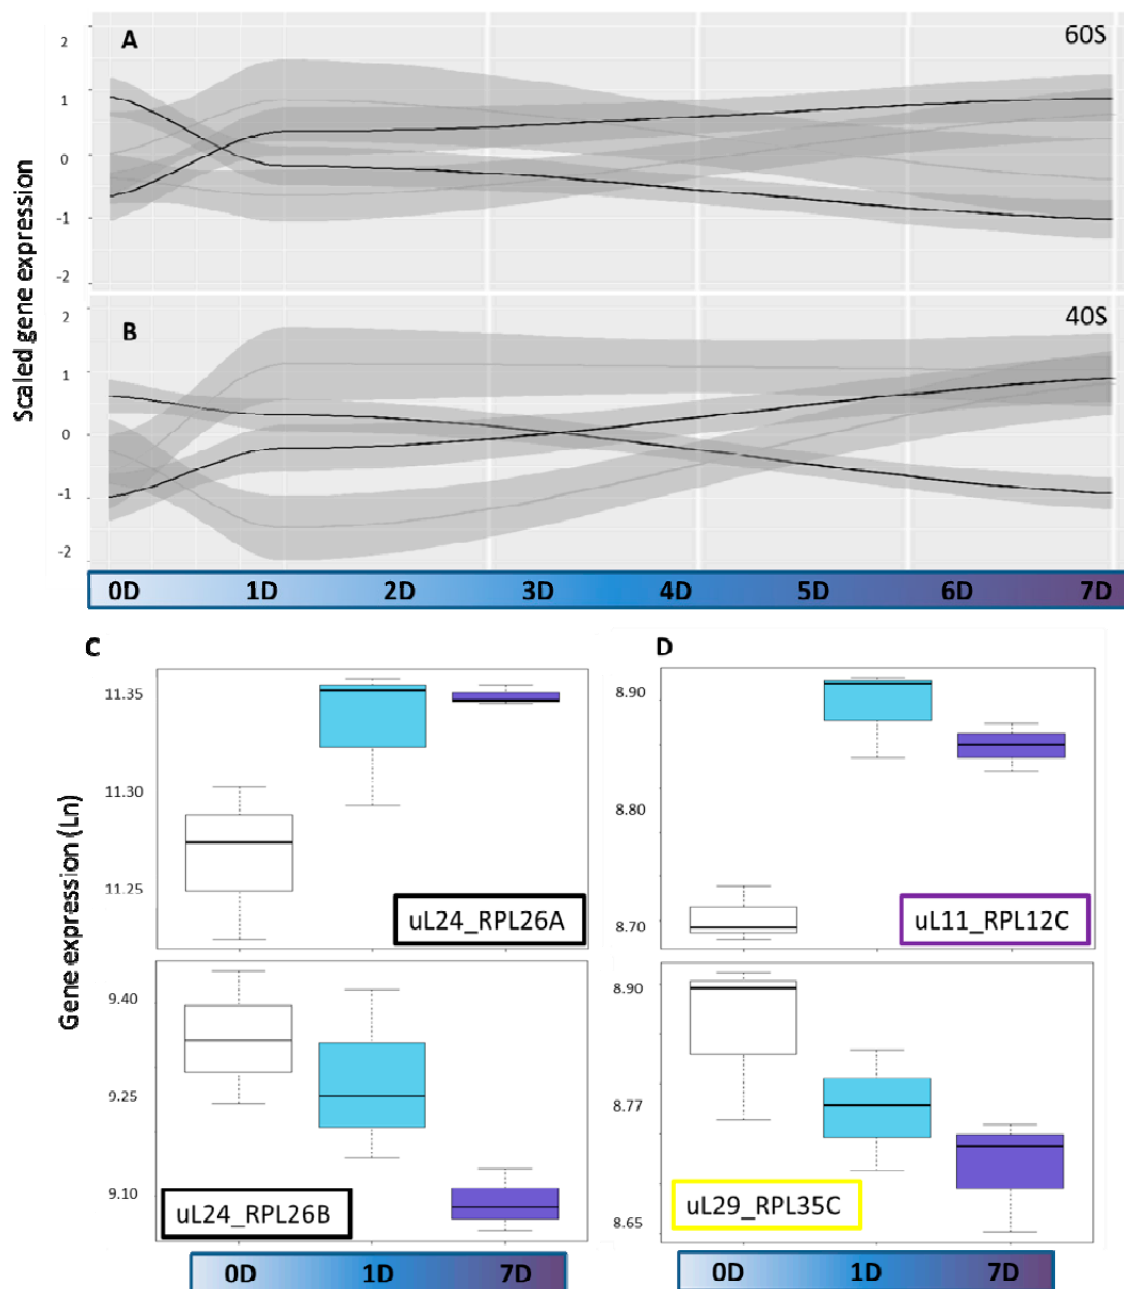 A
60S
2
1
0
-1
-2
Scaled gene expression
B
40S
2
1
0
-1
-2
0D 1D 2D 3D 4D 5D 6D 7D
C
11.35
11.30
11.25
uL24_RPL26A
Gene expression (Ln)
9.40
9.25
9.10
uL24_RPL26B
0D 1D 7D
D
8.90
8.80
8.70
uL11_RPL12C
8.90
8.77
8.65
uL29_RPL35C
0D 1D 7D